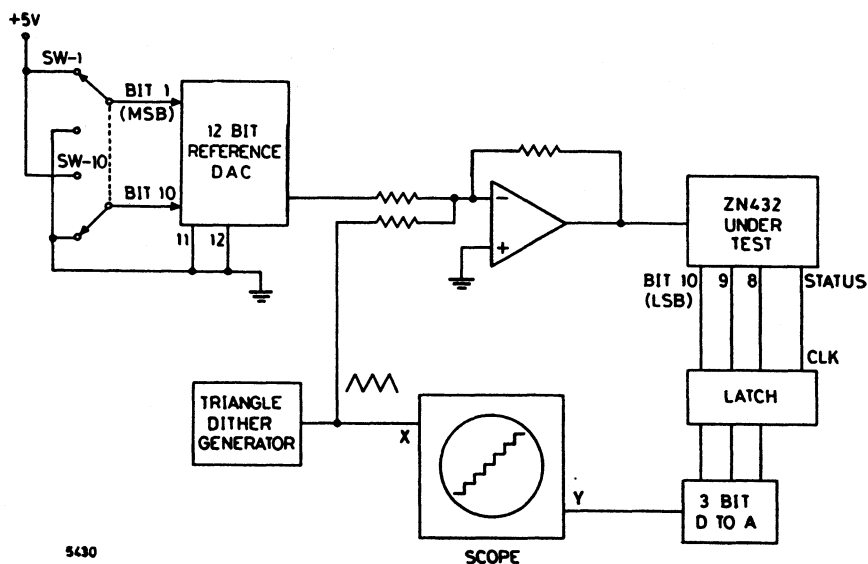 +5V
SW-1
BIT 1
(MSB)
12 BIT
REFERENCE
DAC
SW-10
BIT 10
11
12
−
+
ZN432
UNDER
TEST
BIT 10
(LSB)
9
8
STATUS
CLK
LATCH
TRIANGLE
DITHER
GENERATOR
X
Y
3 BIT
D TO A
SCOPE
5430